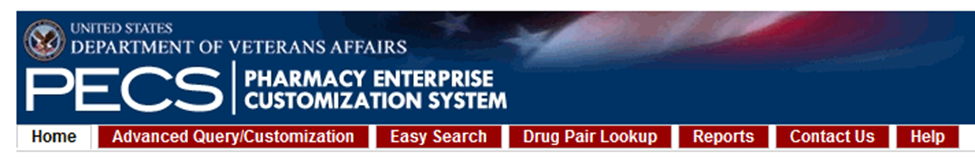 UNITED STATES
DEPARTMENT OF VETERANS AFFAIRS
PECS PHARMACY ENTERPRISE
CUSTOMIZATION SYSTEM
Home Advanced Query/Customization Easy Search Drug Pair Lookup Reports Contact Us Help